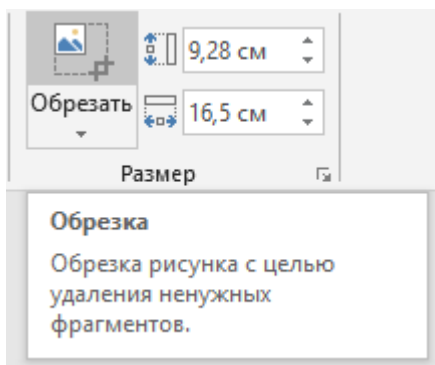 9,28 см
Обрезать
16,5 см
Размер
Обрезка
Обрезка рисунка с целью
удаления ненужных
фрагментов.